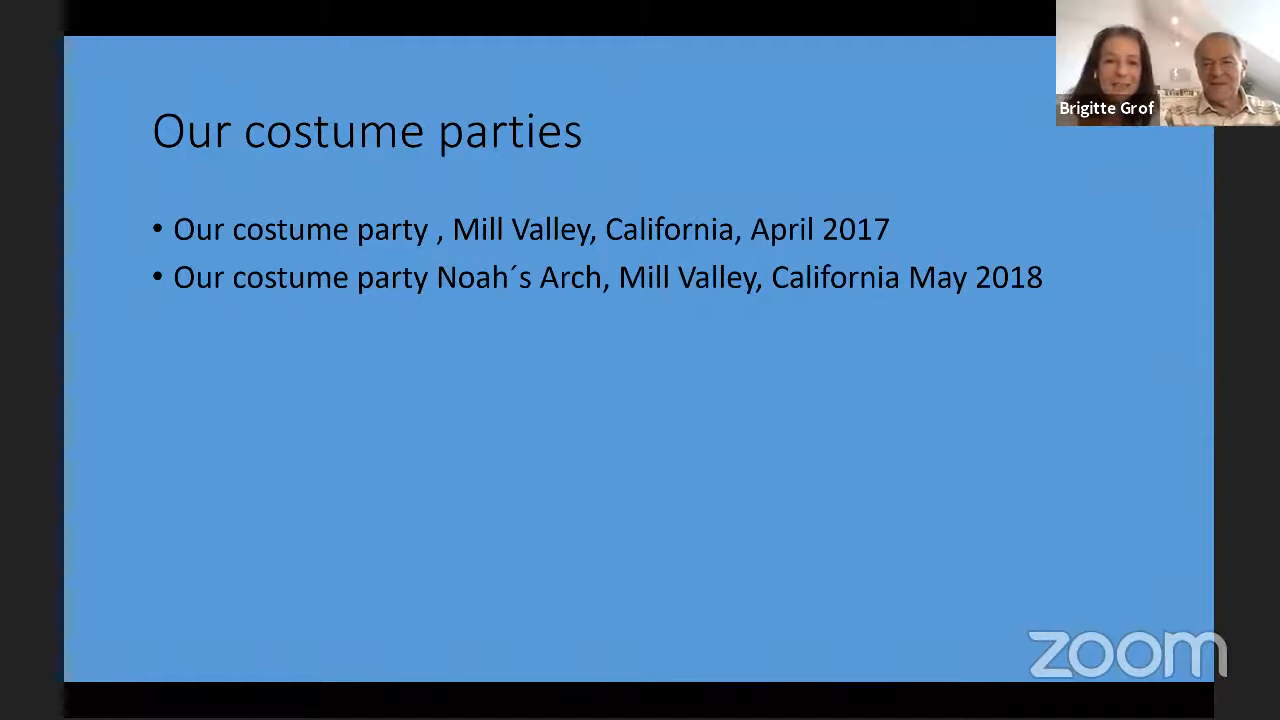 Brigitte Grof
Our costume parties
• Our costume party , Mill Valley, California, April 2017
• Our costume party Noah´s Arch, Mill Valley, California May 2018
zoom